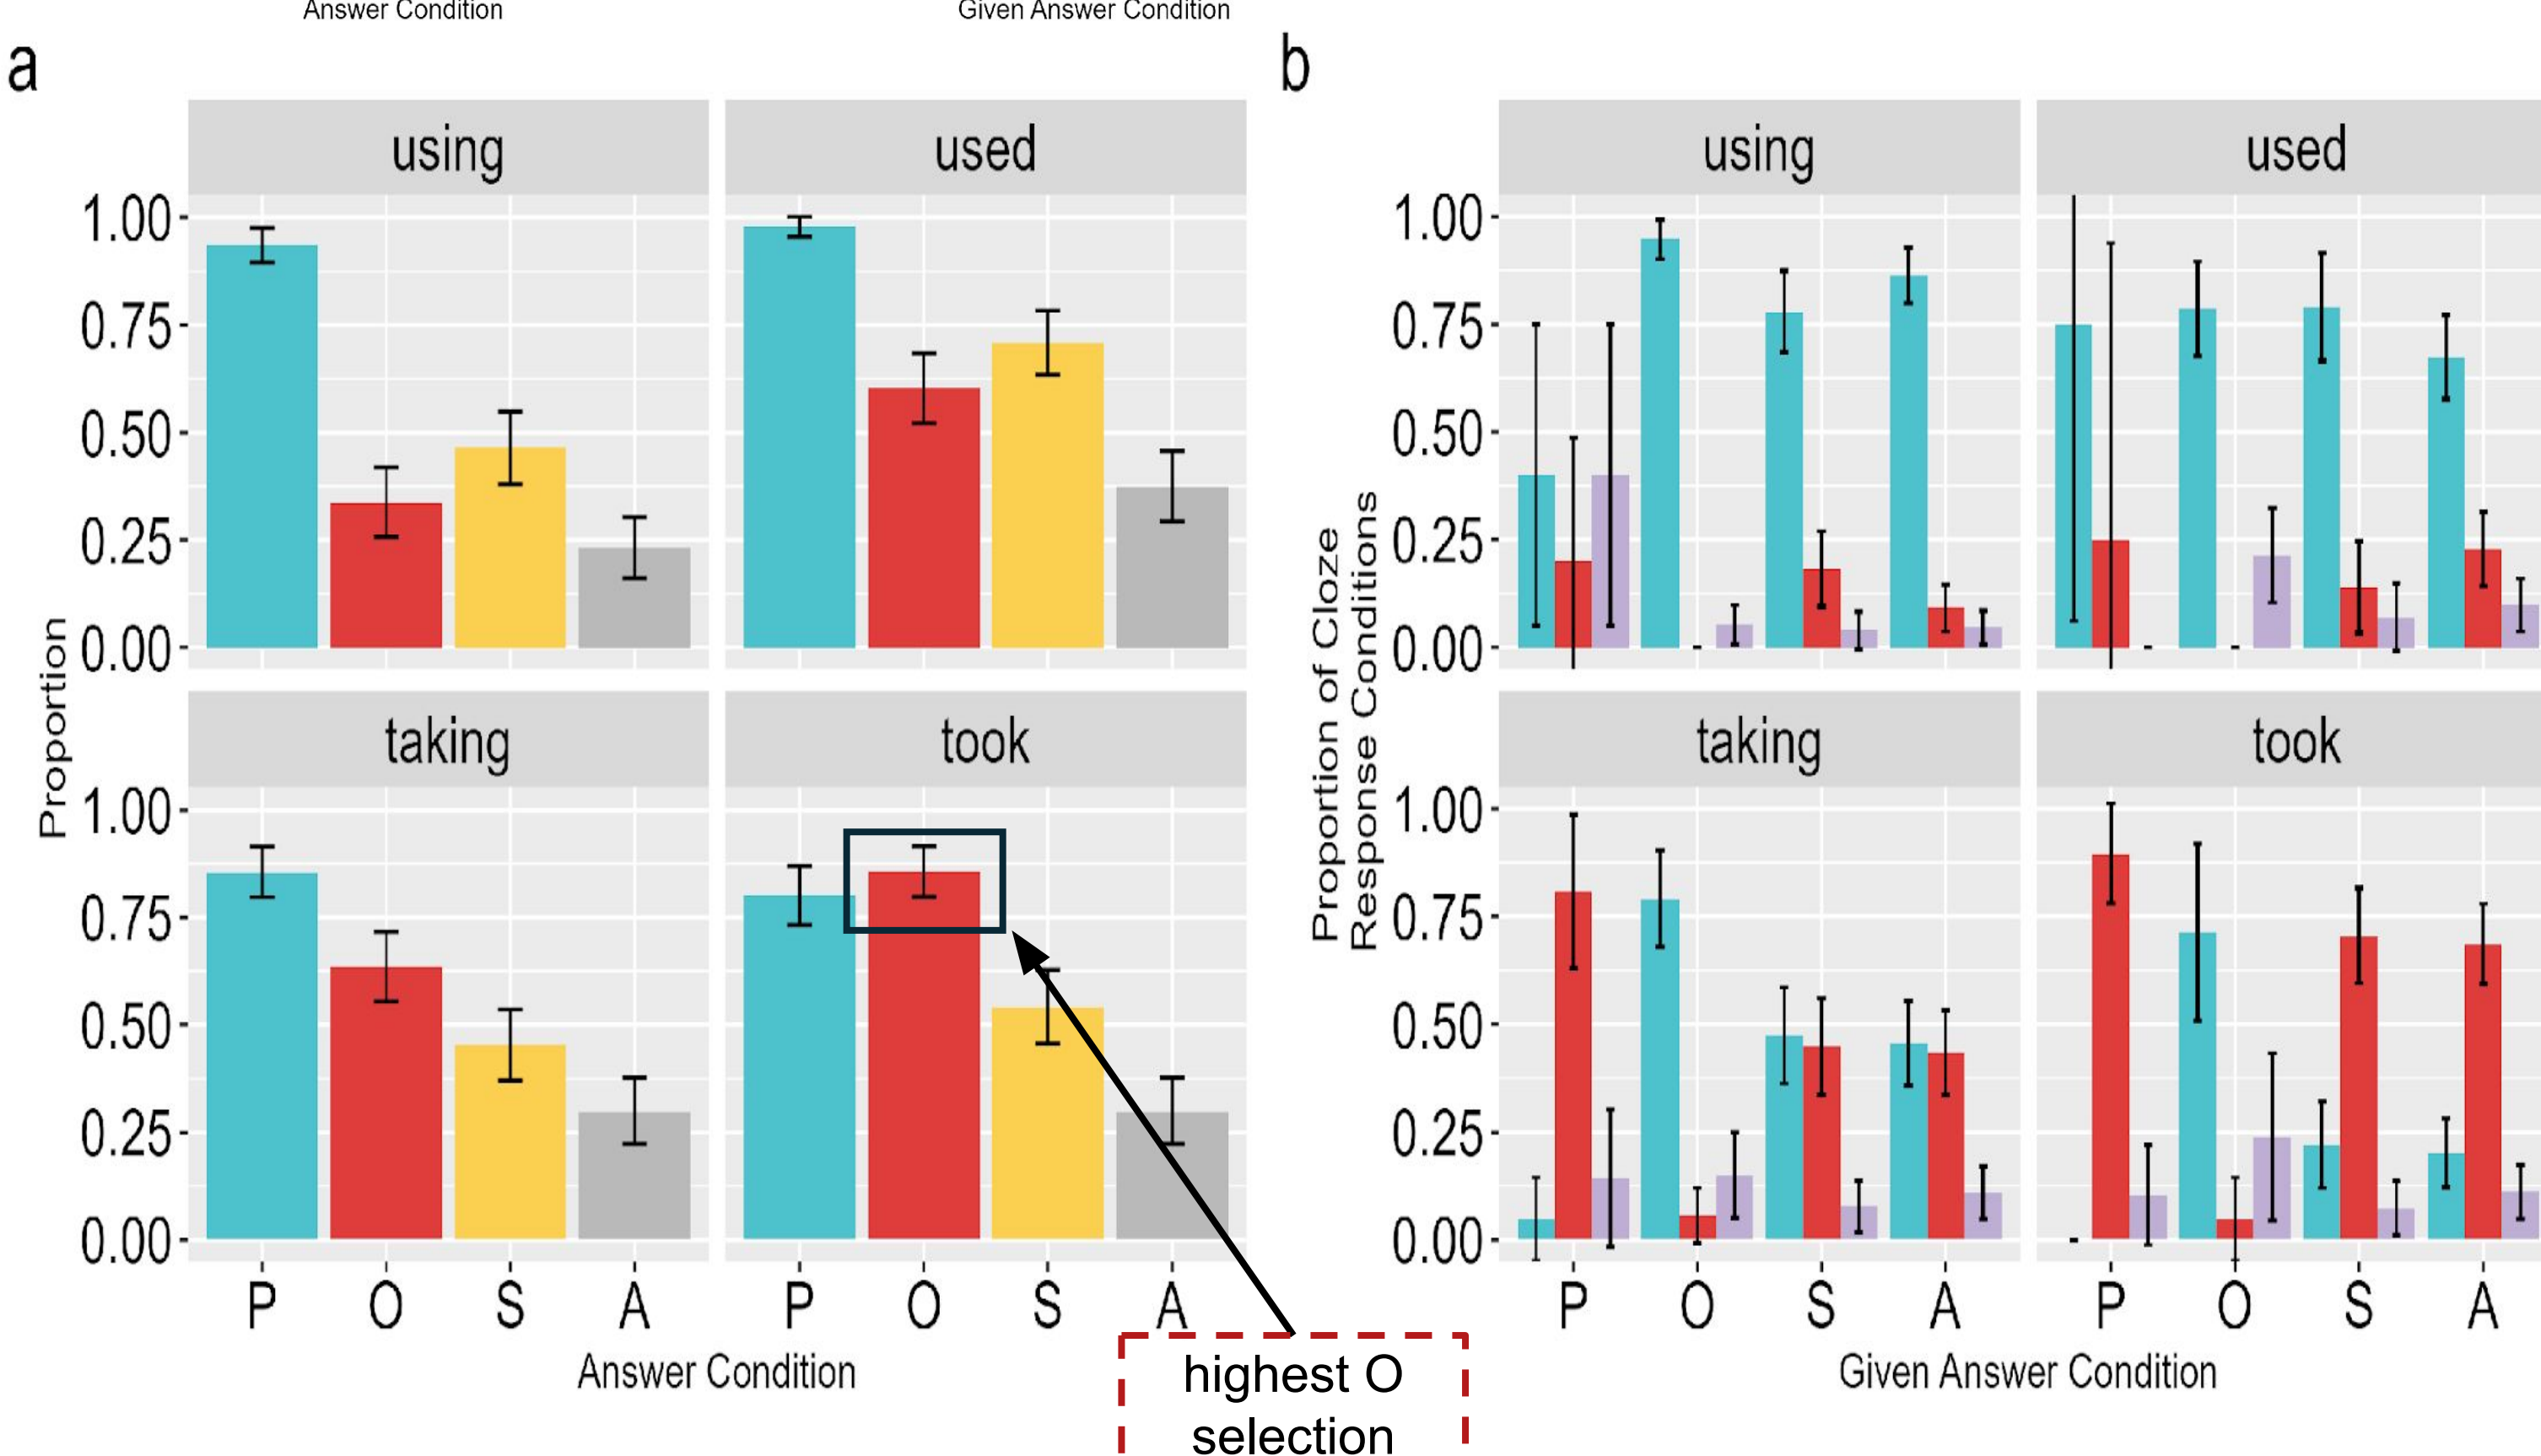 Answer Condition
Given Answer Condition
a
b
using
used
1.00
0.75
0.50
0.25
0.00
taking
took
1.00
0.75
0.50
0.25
0.00
Proportion
P O S A
P O S A
Answer Condition
highest O
selection
using
used
1.00
0.75
0.50
0.25
0.00
taking
took
1.00
0.75
0.50
0.25
0.00
Proportion of Cloze
Response Conditions
P O S A
P O S A
Given Answer Condition